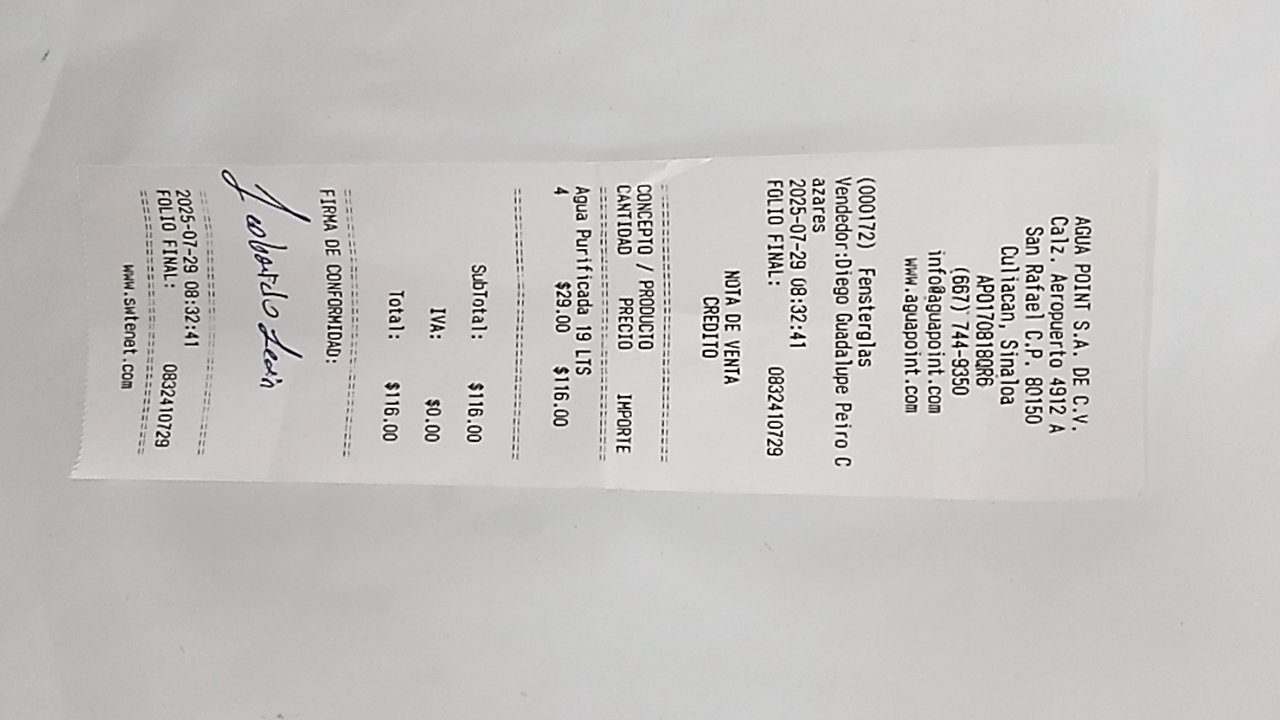 AGUA POINT S.A. DE C.V.
Calz. Aeropuerto 4912 A
San Rafael C.P. 80150
Culiacan, Sinaloa
APO170818QR6
(667) 744-9350
info@aguapoint.com
www.aguapoint.com
(000172) Fensterglas
Vendedor:Diego Guadalupe Peiro C
azares
2025-07-29 08:32:41
FOLIO FINAL: 0832410729
NOTA DE VENTA
CREDITO
================================
CONCEPTO / PRODUCTO
CANTIDAD PRECIO IMPORTE
================================
Agua Purificada 19 LTS
4 $29.00 $116.00
================================
SubTotal: $116.00
IVA: $0.00
Total: $116.00
================================
FIRMA DE CONFORMIDAD:
León
================================
2025-07-29 08:32:41
FOLIO FINAL: 0832410729
================================
www.swtenet.com